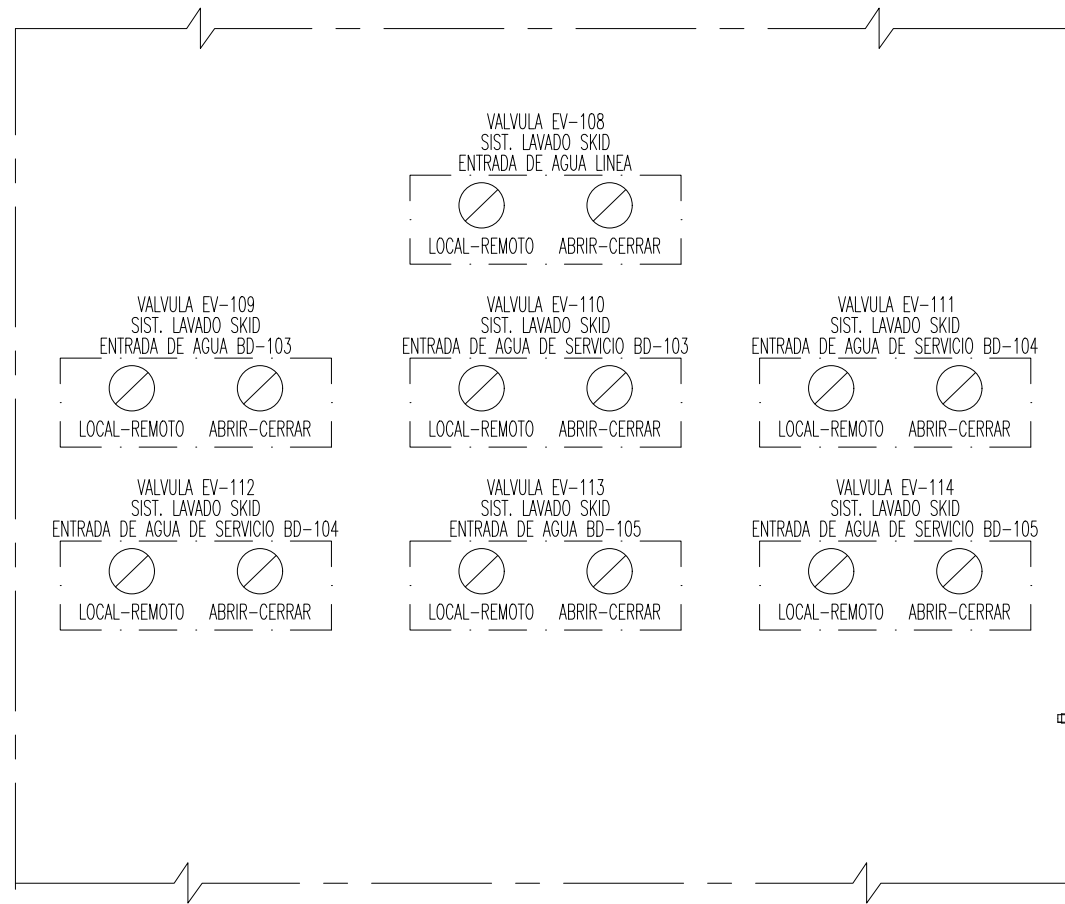 VALVULA EV-108
SIST. LAVADO SKID
ENTRADA DE AGUA LINEA
LOCAL-REMOTO ABRIR-CERRAR
VALVULA EV-109
SIST. LAVADO SKID
ENTRADA DE AGUA BD-103
LOCAL-REMOTO ABRIR-CERRAR
VALVULA EV-110
SIST. LAVADO SKID
ENTRADA DE AGUA DE SERVICIO BD-103
LOCAL-REMOTO ABRIR-CERRAR
VALVULA EV-111
SIST. LAVADO SKID
ENTRADA DE AGUA DE SERVICIO BD-104
LOCAL-REMOTO ABRIR-CERRAR
VALVULA EV-112
SIST. LAVADO SKID
ENTRADA DE AGUA DE SERVICIO BD-104
LOCAL-REMOTO ABRIR-CERRAR
VALVULA EV-113
SIST. LAVADO SKID
ENTRADA DE AGUA BD-105
LOCAL-REMOTO ABRIR-CERRAR
VALVULA EV-114
SIST. LAVADO SKID
ENTRADA DE AGUA DE SERVICIO BD-105
LOCAL-REMOTO ABRIR-CERRAR